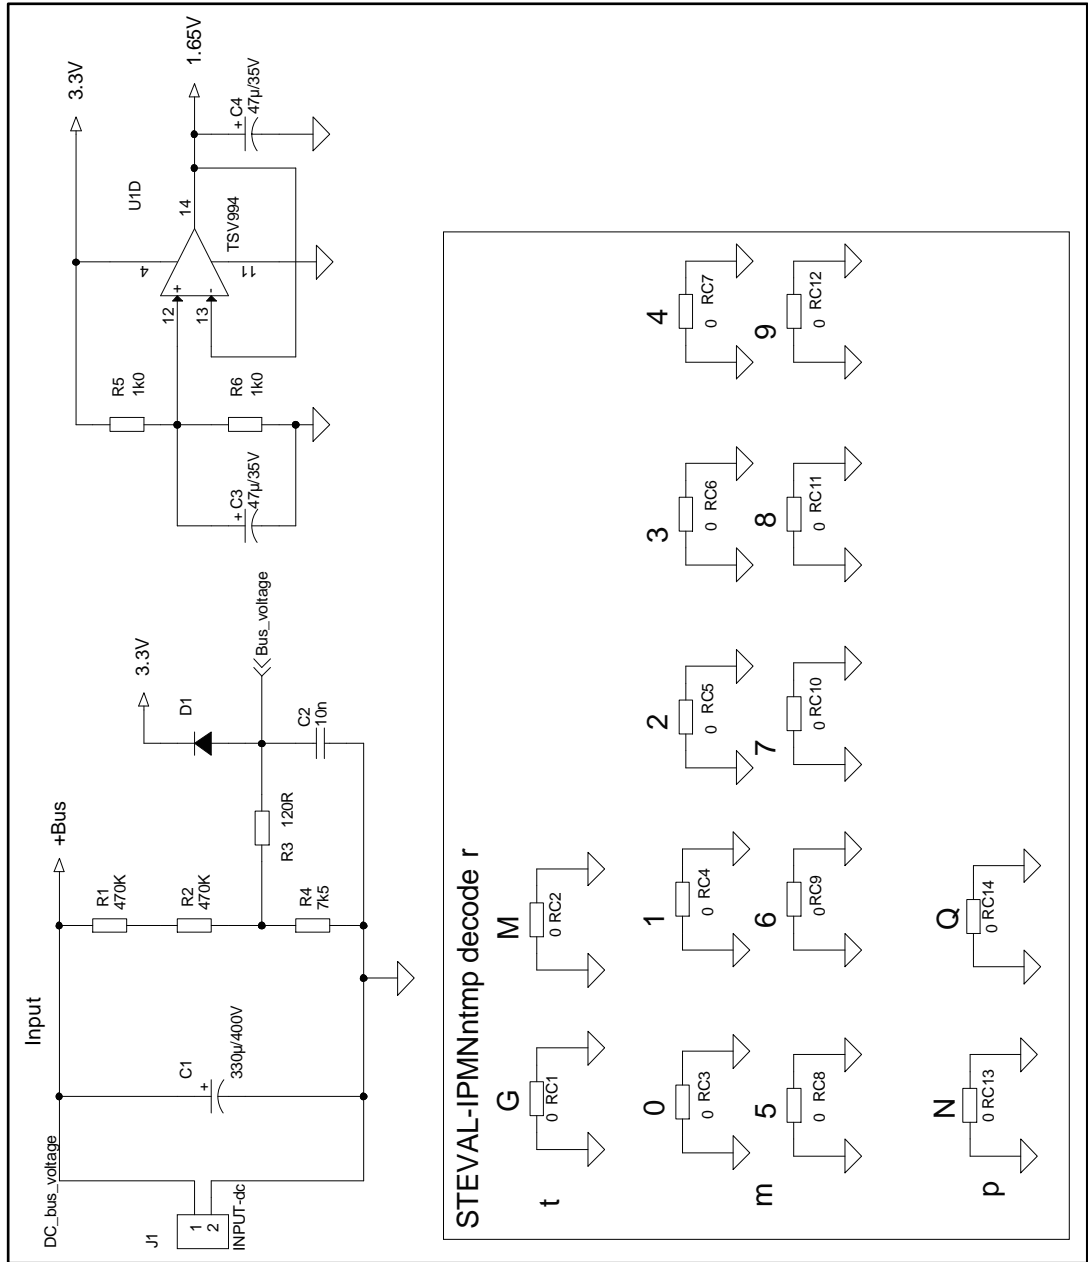 Input
DC_bus_voltage
+Bus
J1
1
2
INPUT-dc
C1
+
330µ/400V
R1
470K
R2
470K
R4
7k5
R3
120R
D1
3.3V
C2
10n
Bus_voltage
3.3V
R5
1k0
R6
1k0
+
C3
47µ/35V
U1D
4
12
+
13
-
14
11
TSV994
1.65V
+
C4
47µ/35V
STEVAL-IPMNntmp decode r
t
G
0 RC1
M
0 RC2
m
0
0 RC3
1
0 RC4
2
0 RC5
3
0 RC6
4
0 RC7
5
0 RC8
6
0RC9
7
0 RC10
8
0 RC11
9
0 RC12
p
N
0 RC13
Q
0 RC14